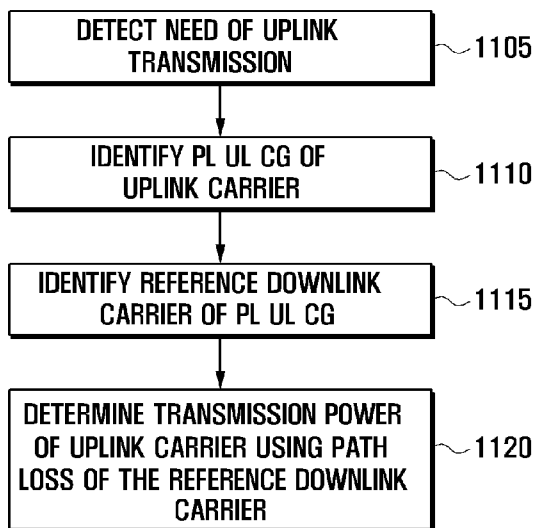 DETECT NEED OF UPLINK
TRANSMISSION
1105
IDENTIFY PL UL CG OF
UPLINK CARRIER
1110
IDENTIFY REFERENCE DOWNLINK
CARRIER OF PL UL CG
1115
DETERMINE TRANSMISSION POWER
OF UPLINK CARRIER USING PATH
LOSS OF THE REFERENCE DOWNLINK
CARRIER
1120